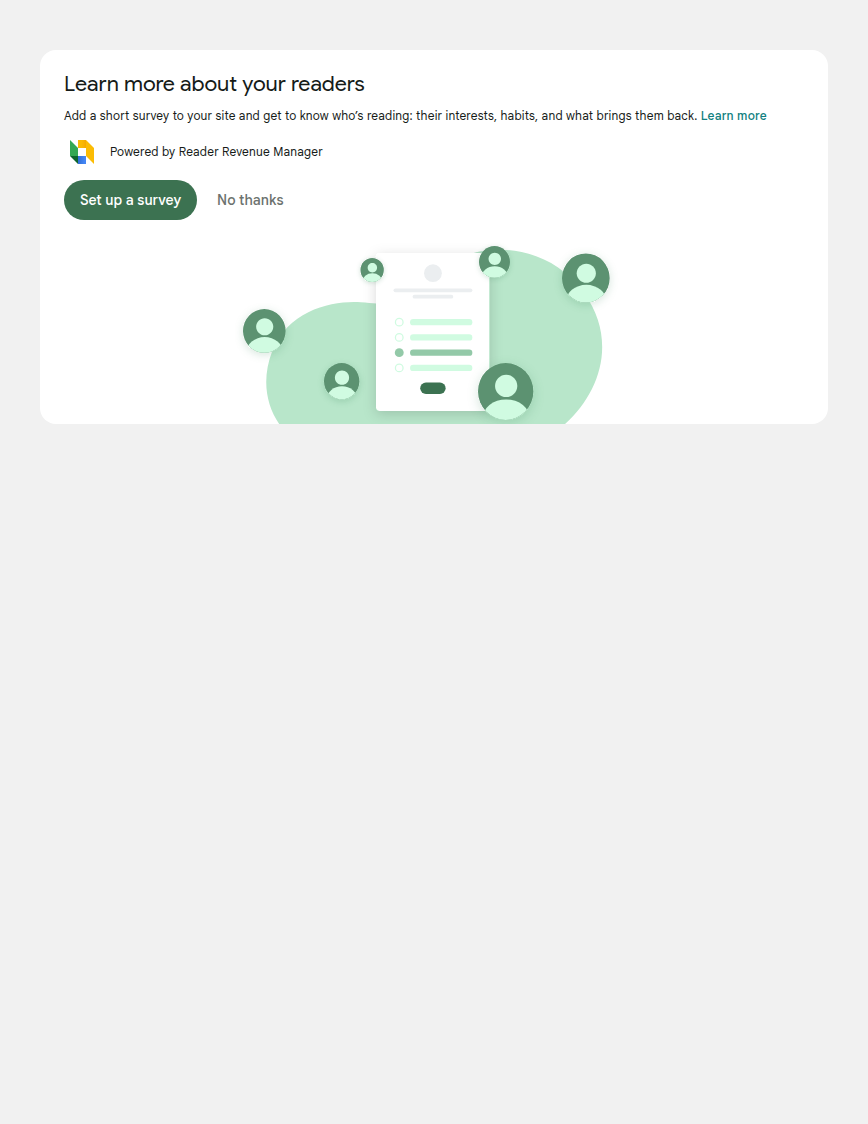 Learn more about your readers
Add a short survey to your site and get to know who’s reading: their interests, habits, and what brings them back. Learn more
Powered by Reader Revenue Manager
Set up a survey
No thanks